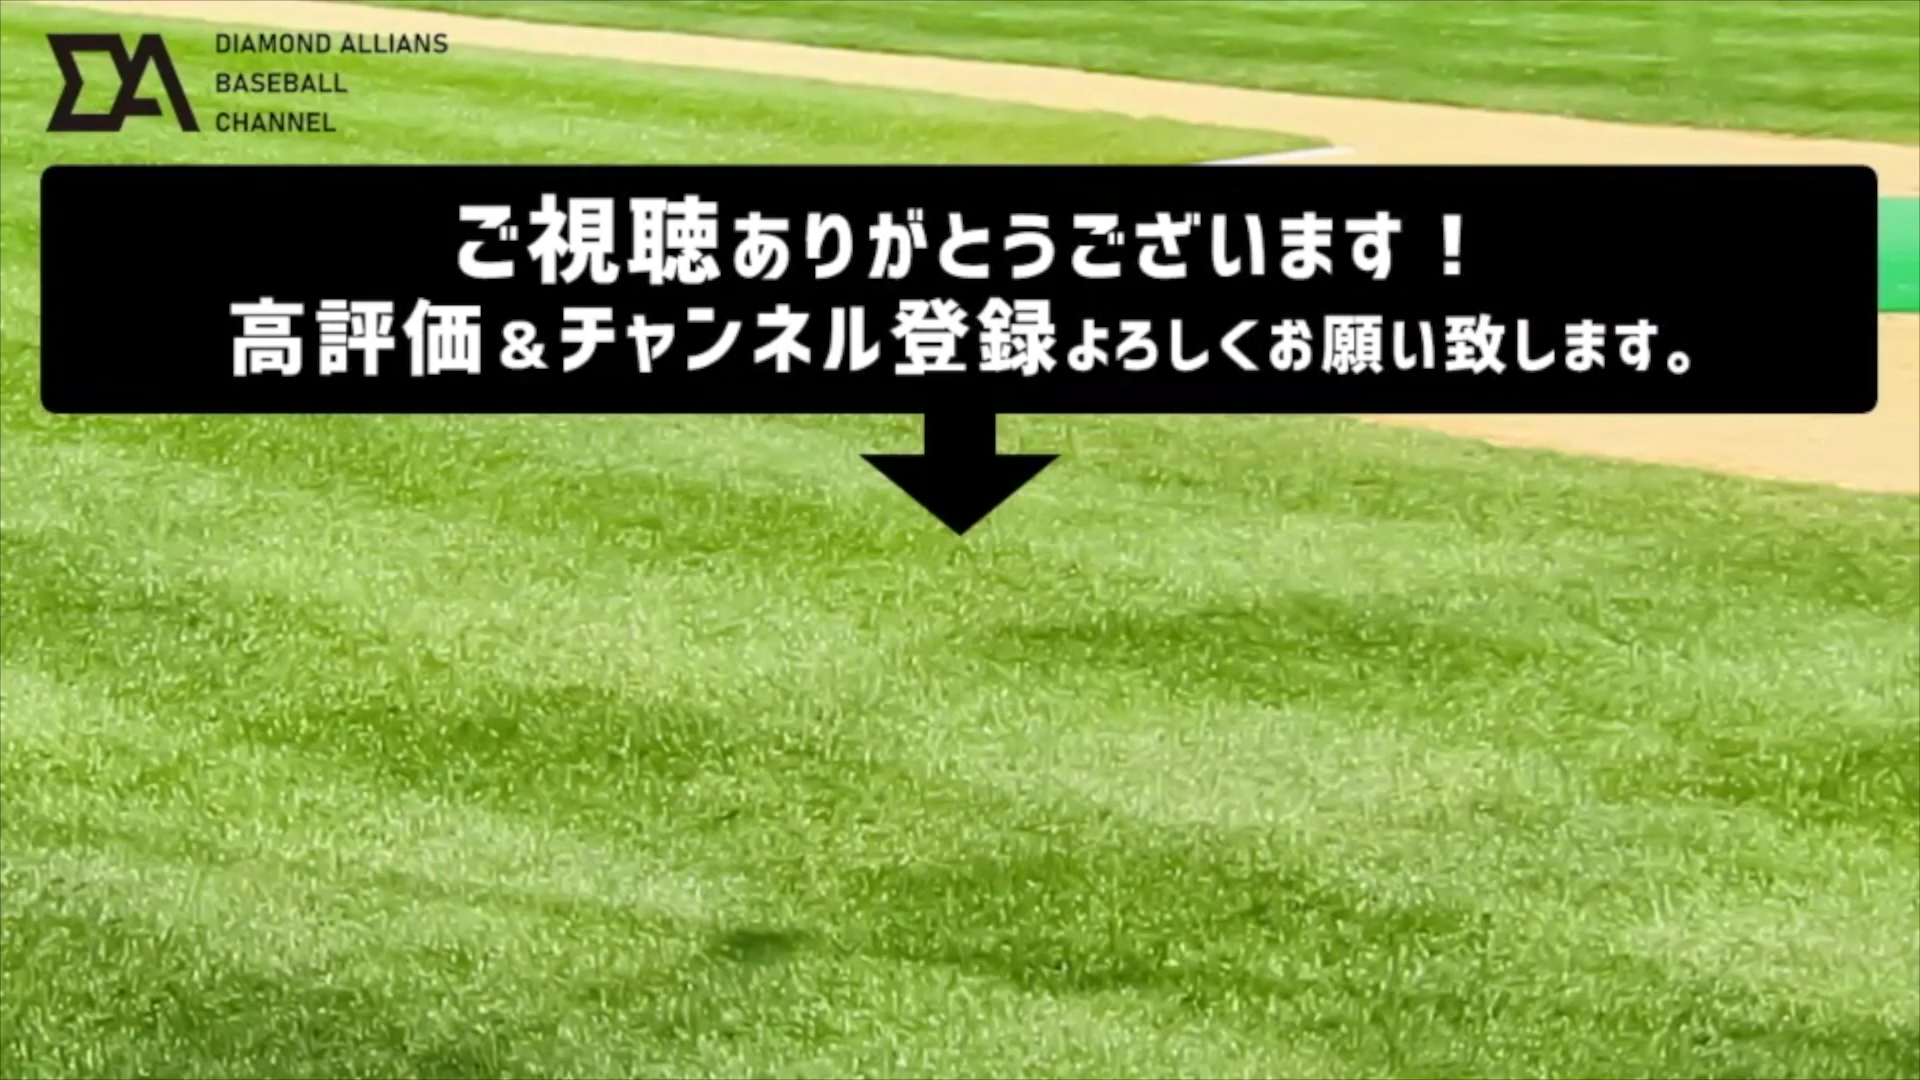 DIAMOND ALLIANS
BASEBALL
CHANNEL
ご視聴ありがとうございます！
高評価&チャンネル登録よろしくお願い致します。